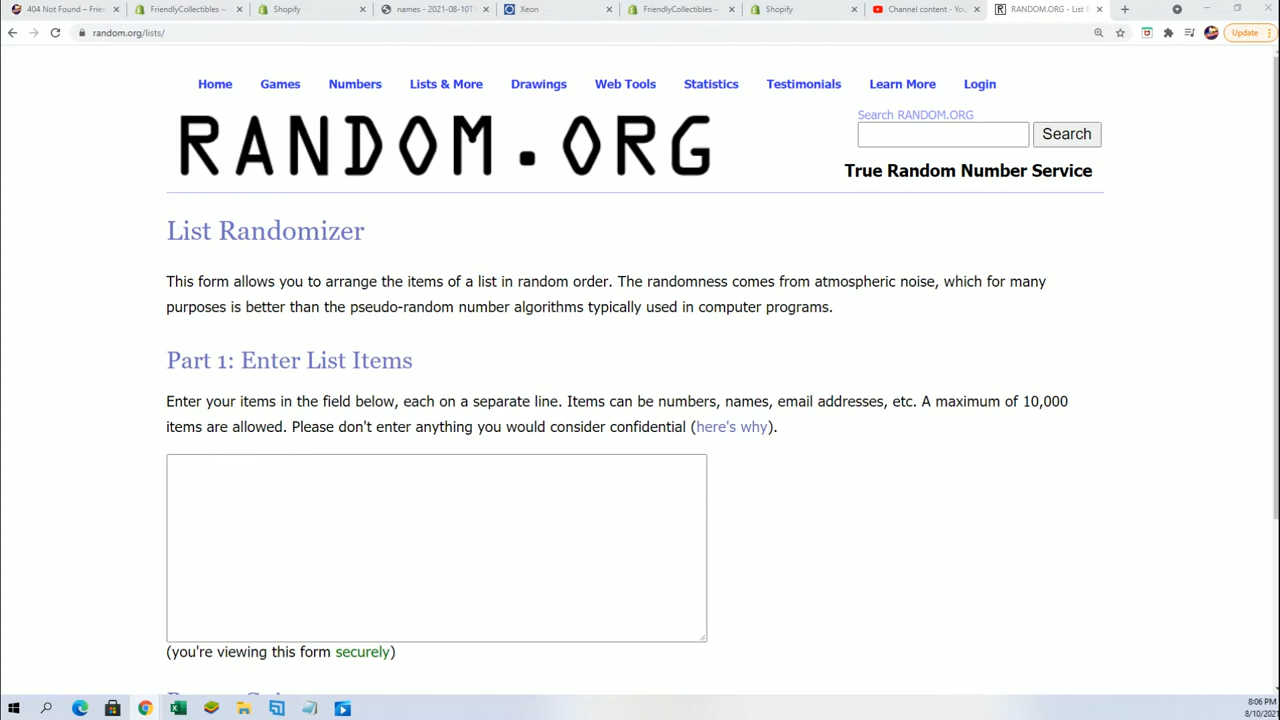 404 Not Found – Frien
FriendlyCollectibles ~
Shopify
names - 2021-08-10T
Xeon
FriendlyCollectibles ~
Shopify
Channel content - You
RANDOM.ORG - List R
random.org/lists/
Update
Home Games Numbers Lists & More Drawings Web Tools Statistics Testimonials Learn More Login
RANDOM.ORG
Search RANDOM.ORG
Search
True Random Number Service
List Randomizer
This form allows you to arrange the items of a list in random order. The randomness comes from atmospheric noise, which for many
purposes is better than the pseudo-random number algorithms typically used in computer programs.
Part 1: Enter List Items
Enter your items in the field below, each on a separate line. Items can be numbers, names, email addresses, etc. A maximum of 10,000
items are allowed. Please don't enter anything you would consider confidential (here's why).
(you're viewing this form securely)
8:06 PM
8/10/2021